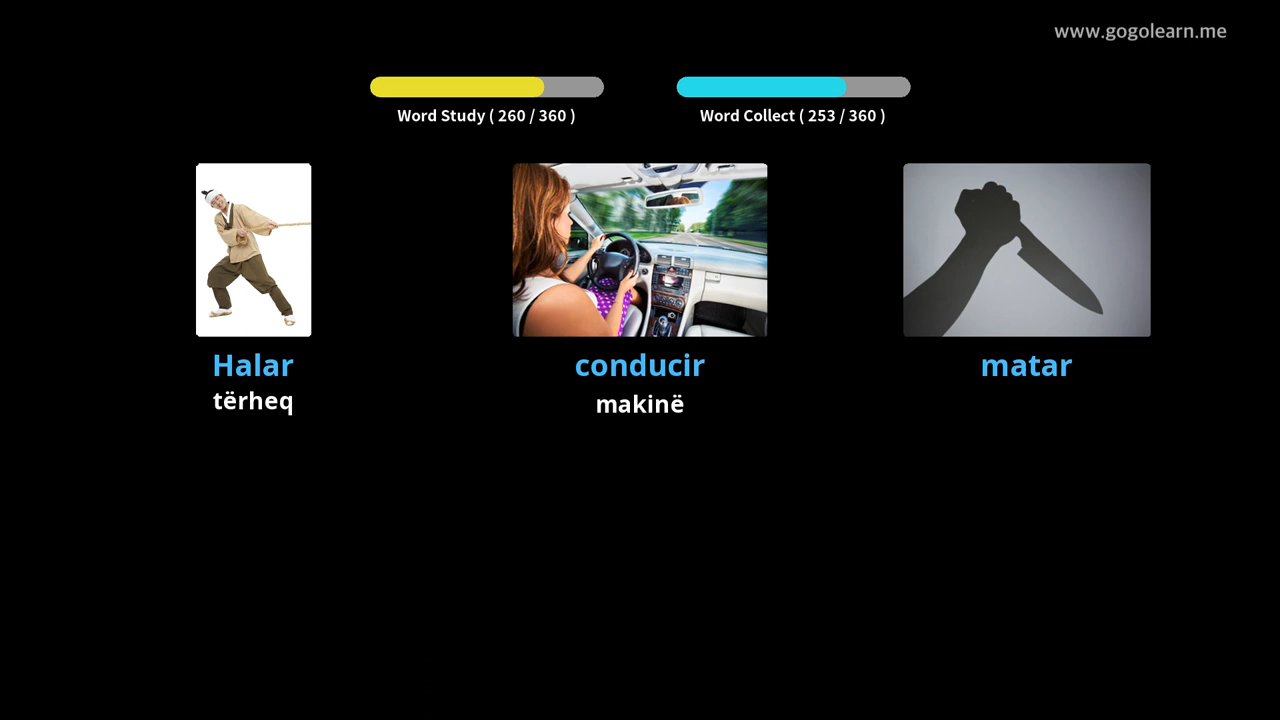 www.gogolearn.me
Word Study ( 260 / 360 )
Word Collect ( 253 / 360 )
Halar
tërheq
conducir
makinë
matar